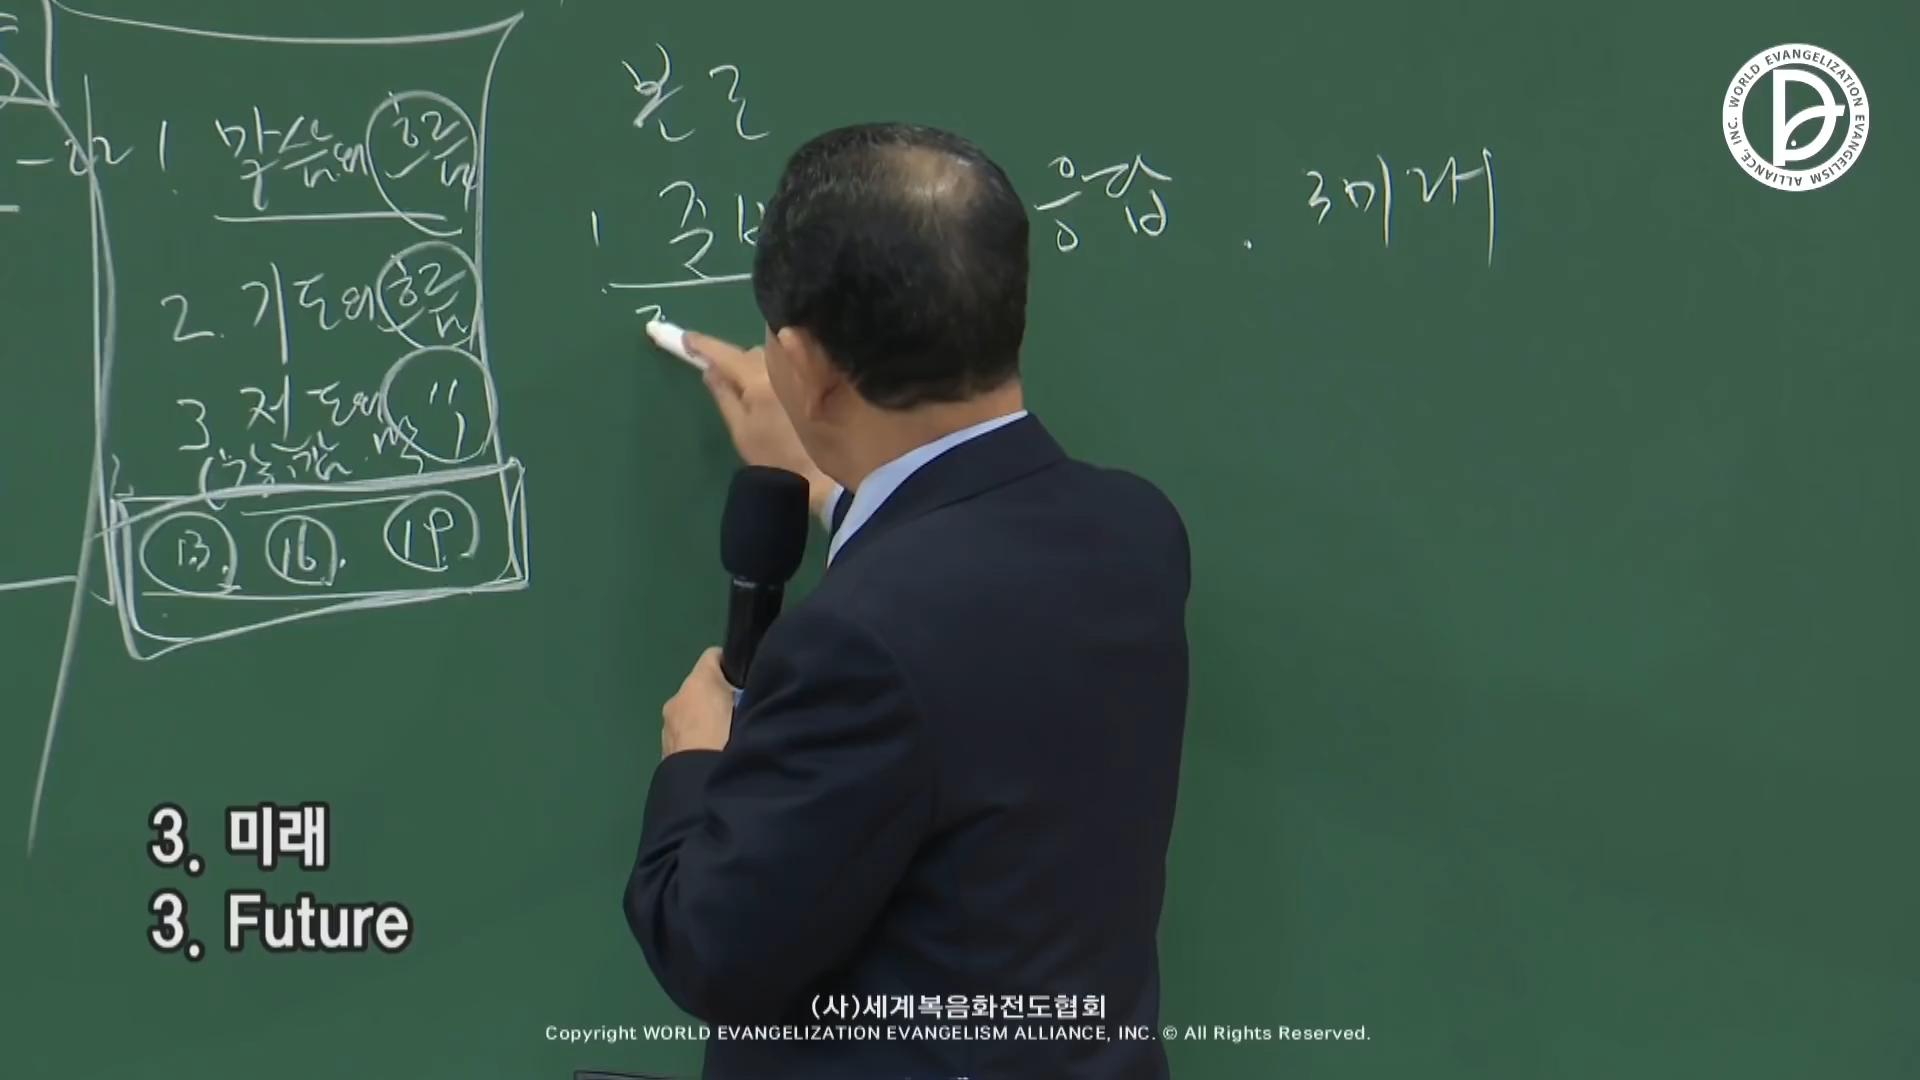 1. 말씀의 흐름
2. 기도의 흐름
3 전도의 "
13. 16. 19.
본론
1
응답
3 미래
3. 미래
3. Future
WORLD EVANGELIZATION EVANGELISM ALLIANCE, INC.
(사)세계복음화전도협회
Copyright WORLD EVANGELIZATION EVANGELISM ALLIANCE, INC. © All Rights Reserved.